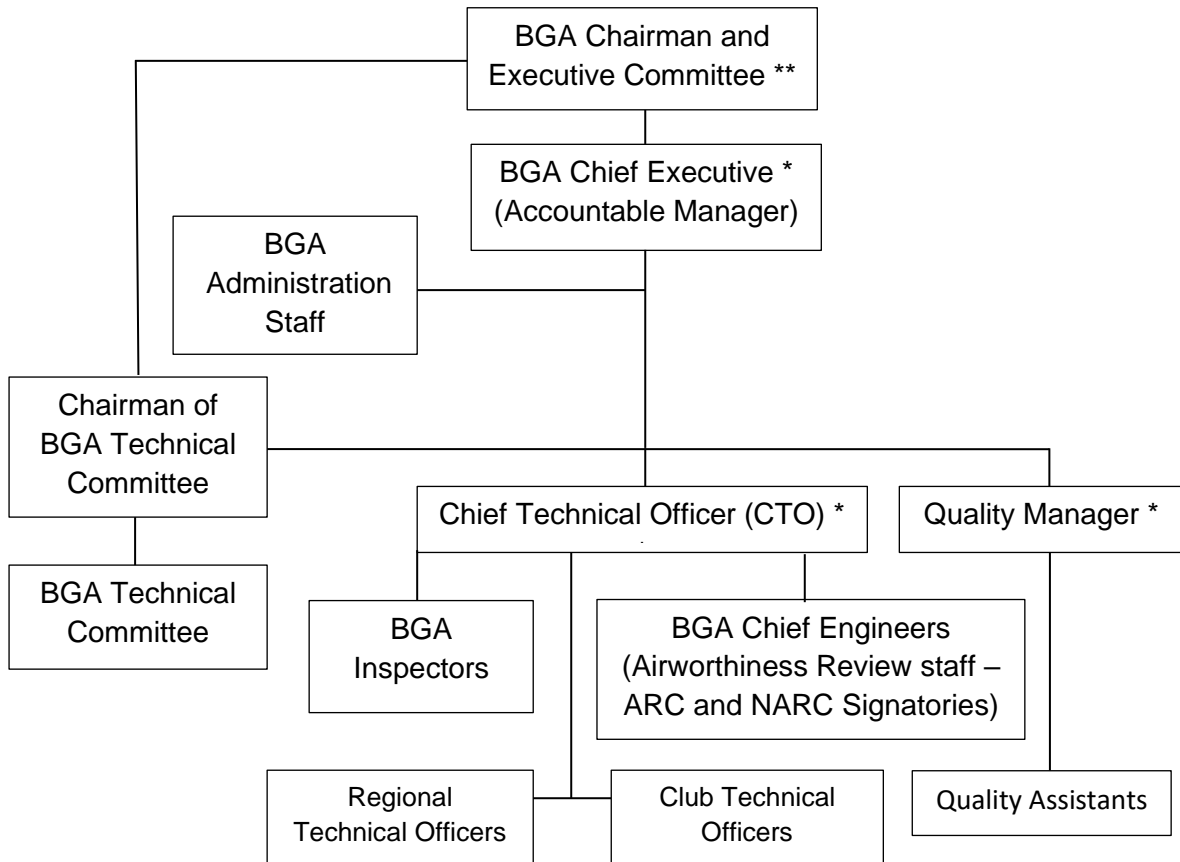 BGA Chairman and
Executive Committee **
BGA Chief Executive *
(Accountable Manager)
BGA
Administration
Staff
Chairman of
BGA Technical
Committee
Chief Technical Officer (CTO) *
.
Quality Manager *
BGA Technical
Committee
BGA
Inspectors
BGA Chief Engineers
(Airworthiness Review staff –
ARC and NARC Signatories)
Regional
Technical Officers
Club Technical
Officers
Quality Assistants